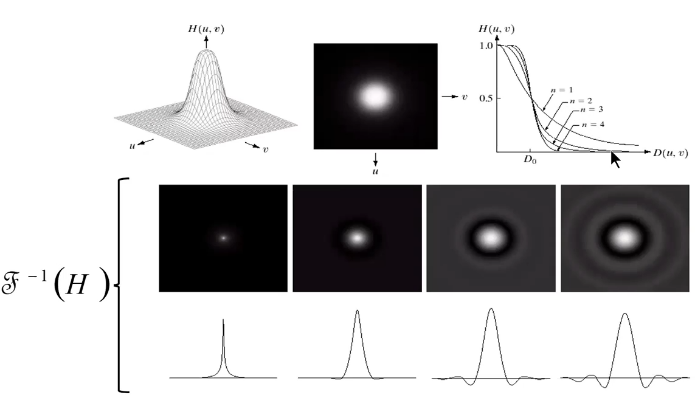 H(u, v)
u
v
v
u
H(u, v)
1.0
0.5
n = 1
n = 2
n = 3
n = 4
D₀
D(u, v)
ℱ ⁻¹(H )